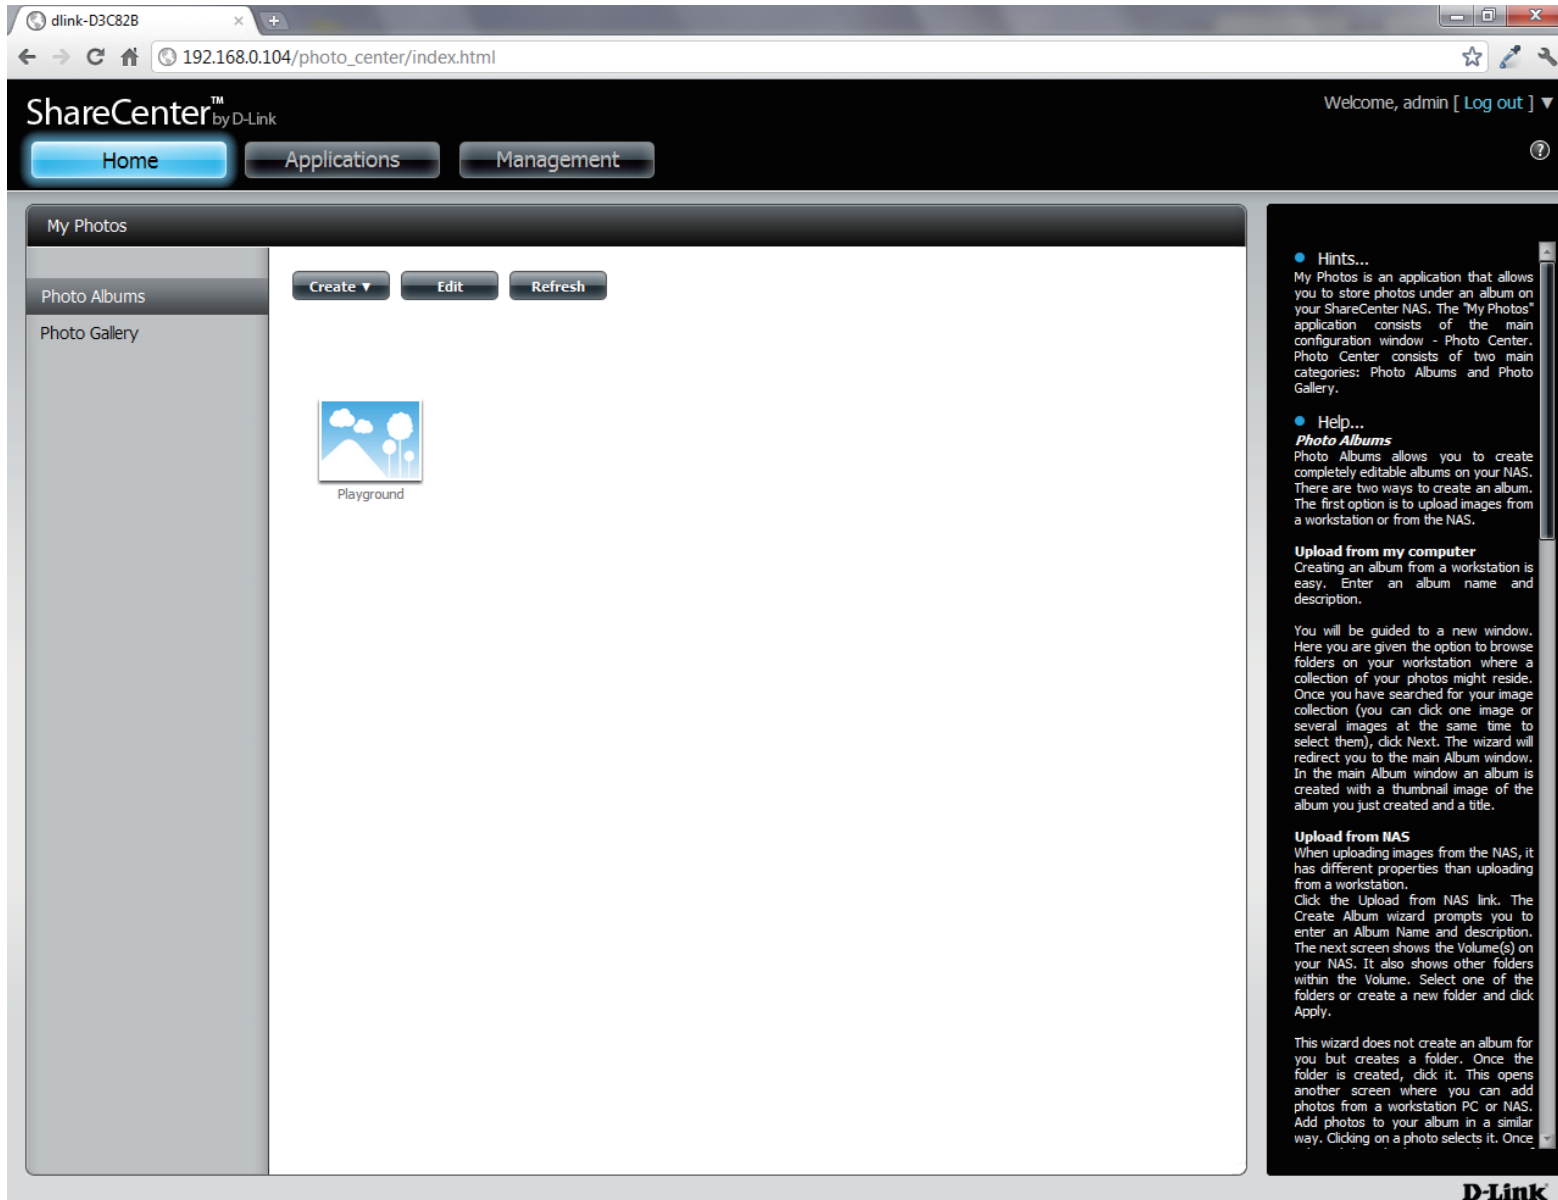 dlink-D3C82B
192.168.0.104/photo_center/index.html
ShareCenter™ by D-Link
Welcome, admin [ Log out ] ▼
Home
Applications
Management
My Photos
Photo Albums
Photo Gallery
Create ▼
Edit
Refresh
Playground
Hints...
My Photos is an application that allows
you to store photos under an album on
your ShareCenter NAS. The "My Photos"
application consists of the main
configuration window - Photo Center.
Photo Center consists of two main
categories: Photo Albums and Photo
Gallery.
Help...
Photo Albums
Photo Albums allows you to create
completely editable albums on your NAS.
There are two ways to create an album.
The first option is to upload images from
a workstation or from the NAS.
Upload from my computer
Creating an album from a workstation is
easy. Enter an album name and
description.
You will be guided to a new window.
Here you are given the option to browse
folders on your workstation where a
collection of your photos might reside.
Once you have searched for your image
collection (you can click one image or
several images at the same time to
select them), click Next. The wizard will
redirect you to the main Album window.
In the main Album window an album is
created with a thumbnail image of the
album you just created and a title.
Upload from NAS
When uploading images from the NAS, it
has different properties than uploading
from a workstation.
Click the Upload from NAS link. The
Create Album wizard prompts you to
enter an Album Name and description.
The next screen shows the Volume(s) on
your NAS. It also shows other folders
within the Volume. Select one of the
folders or create a new folder and click
Apply.
This wizard does not create an album for
you but creates a folder. Once the
folder is created, click it. This opens
another screen where you can add
photos from a workstation PC or NAS.
Add photos to your album in a similar
way. Clicking on a photo selects it. Once
D-Link